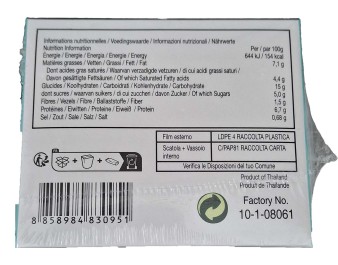 Informations nutritionnelles / Voedingswaarde / Informazioni nutrizionali / Nährwerte
Nutrition Information Per / par 100g
Énergie / Energie / Energia / Energie / Energy 644 kJ / 154 kcal
Matières grasses / Vetten / Grassi / Fett / Fat 7,1 g
Dont acides gras saturés / Waarvan verzadigde vetzuren / di cui acidi grassi saturi /
Davon gesättigte Fettsäuren / Of which Saturated Fatty acids 4,4 g
Glucides / Koolhydraten / Carboidrati / Kohlenhydrate / Carbohydrate 15 g
dont sucres / waarvan suikers / di cui zuccheri / davon Zucker / Of which Sugars 5,0 g
Fibres / Vezels / Fibre / Ballaststoffe / Fiber 1,5 g
Protéines / Eiwitten / Proteine / Eiweiß / Protein 6,7 g
Sel / Zout / Sale / Salz / Salt 0,68 g
Film esterno LDPE 4 RACCOLTA PLASTICA
Scatola + Vassoio interno C/PAP81 RACCOLTA CARTA
Verifica le Disposizioni del tuo Comune
Product of Thailand
Produit de Thaïlande
Factory No.
10-1-08061
8 858984 830951